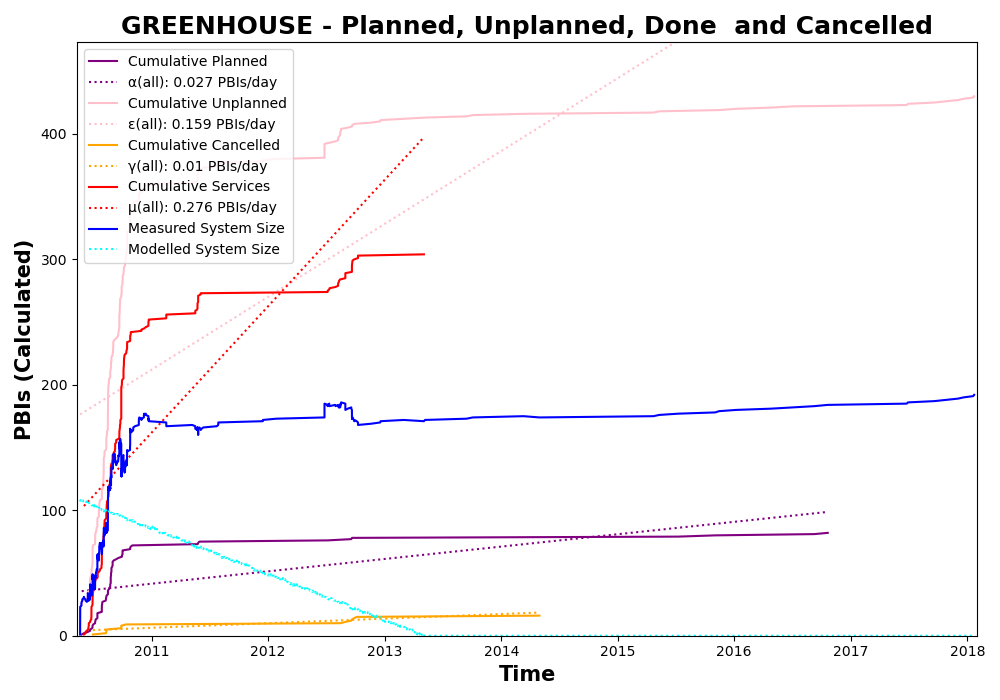 GREENHOUSE - Planned, Unplanned, Done  and Cancelled
Cumulative Planned
α(all): 0.027 PBIs/day
Cumulative Unplanned
ε(all): 0.159 PBIs/day
Cumulative Cancelled
γ(all): 0.01 PBIs/day
Cumulative Services
μ(all): 0.276 PBIs/day
Measured System Size
Modelled System Size
PBIs (Calculated)
400
300
200
100
0
2011 2012 2013 2014 2015 2016 2017 2018
Time